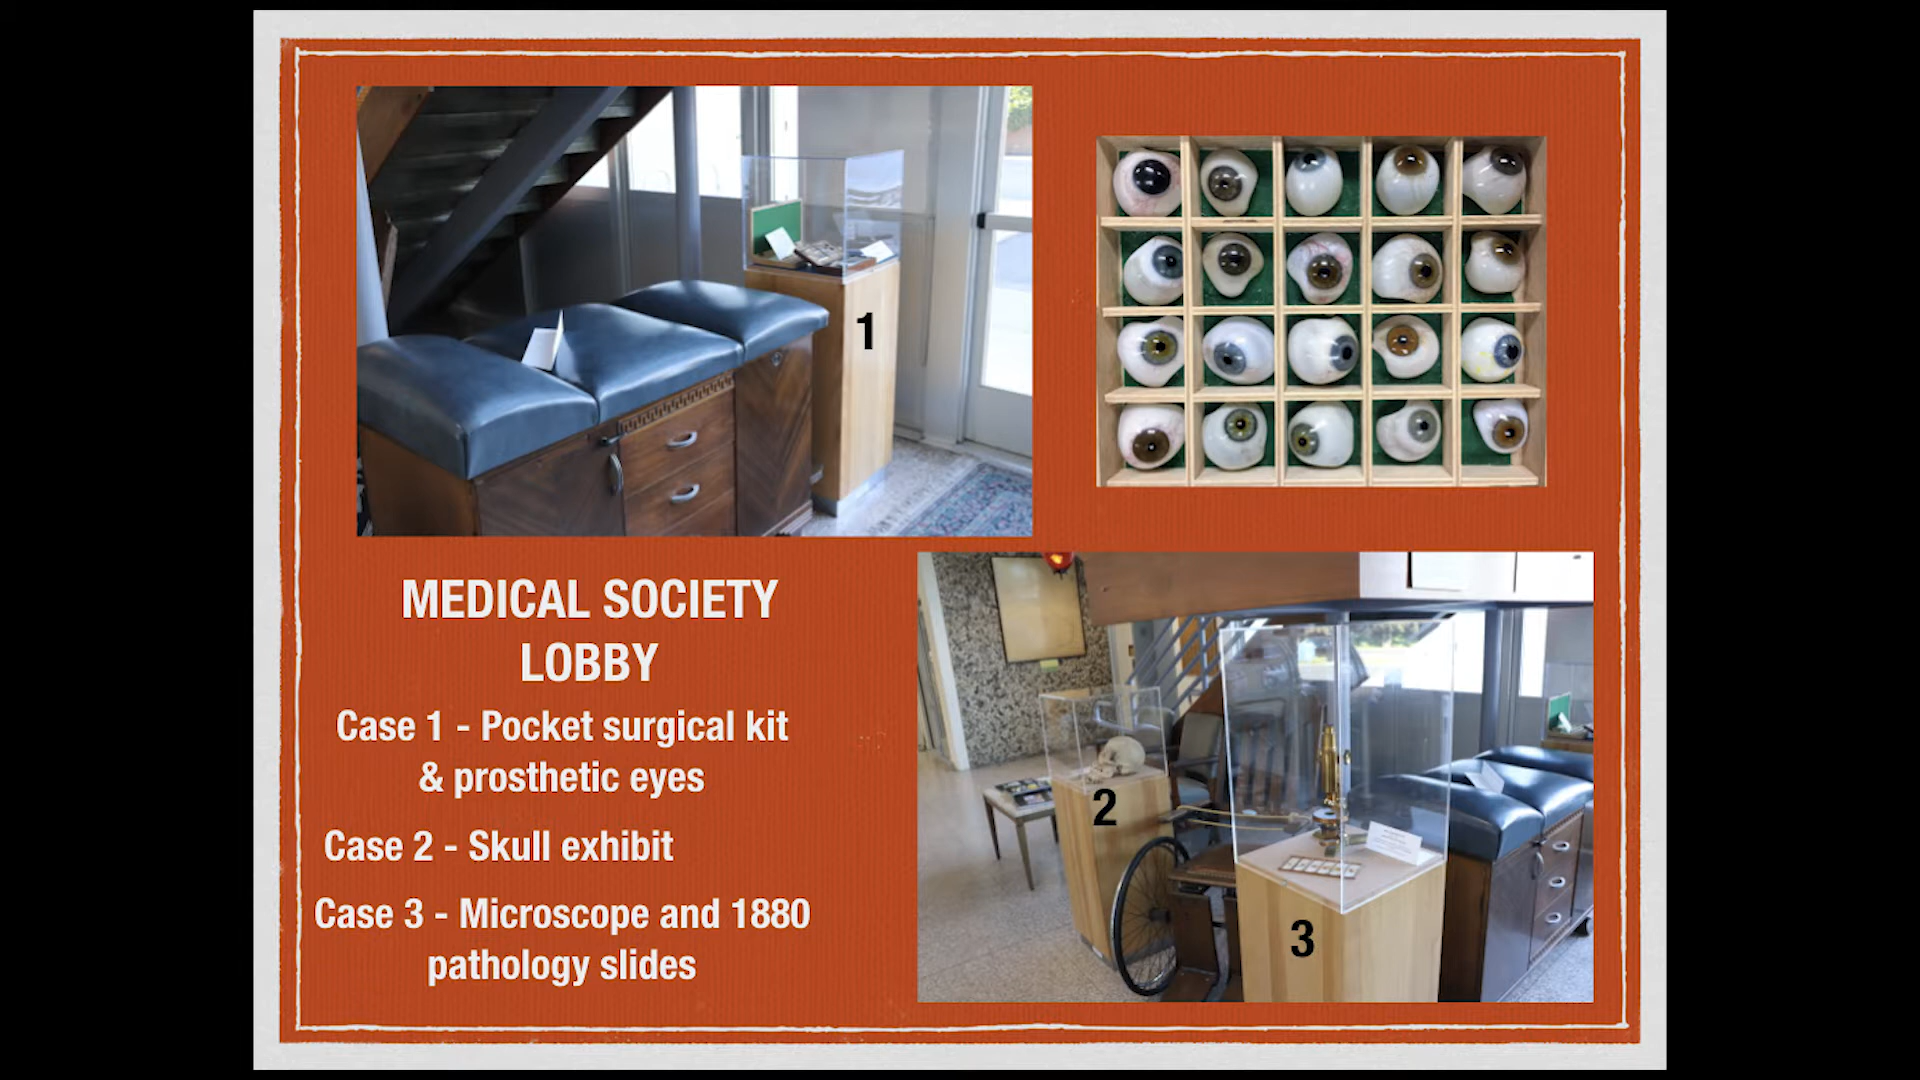 1
MEDICAL SOCIETY
LOBBY
Case 1 - Pocket surgical kit
& prosthetic eyes
Case 2 - Skull exhibit
Case 3 - Microscope and 1880
pathology slides
2
3